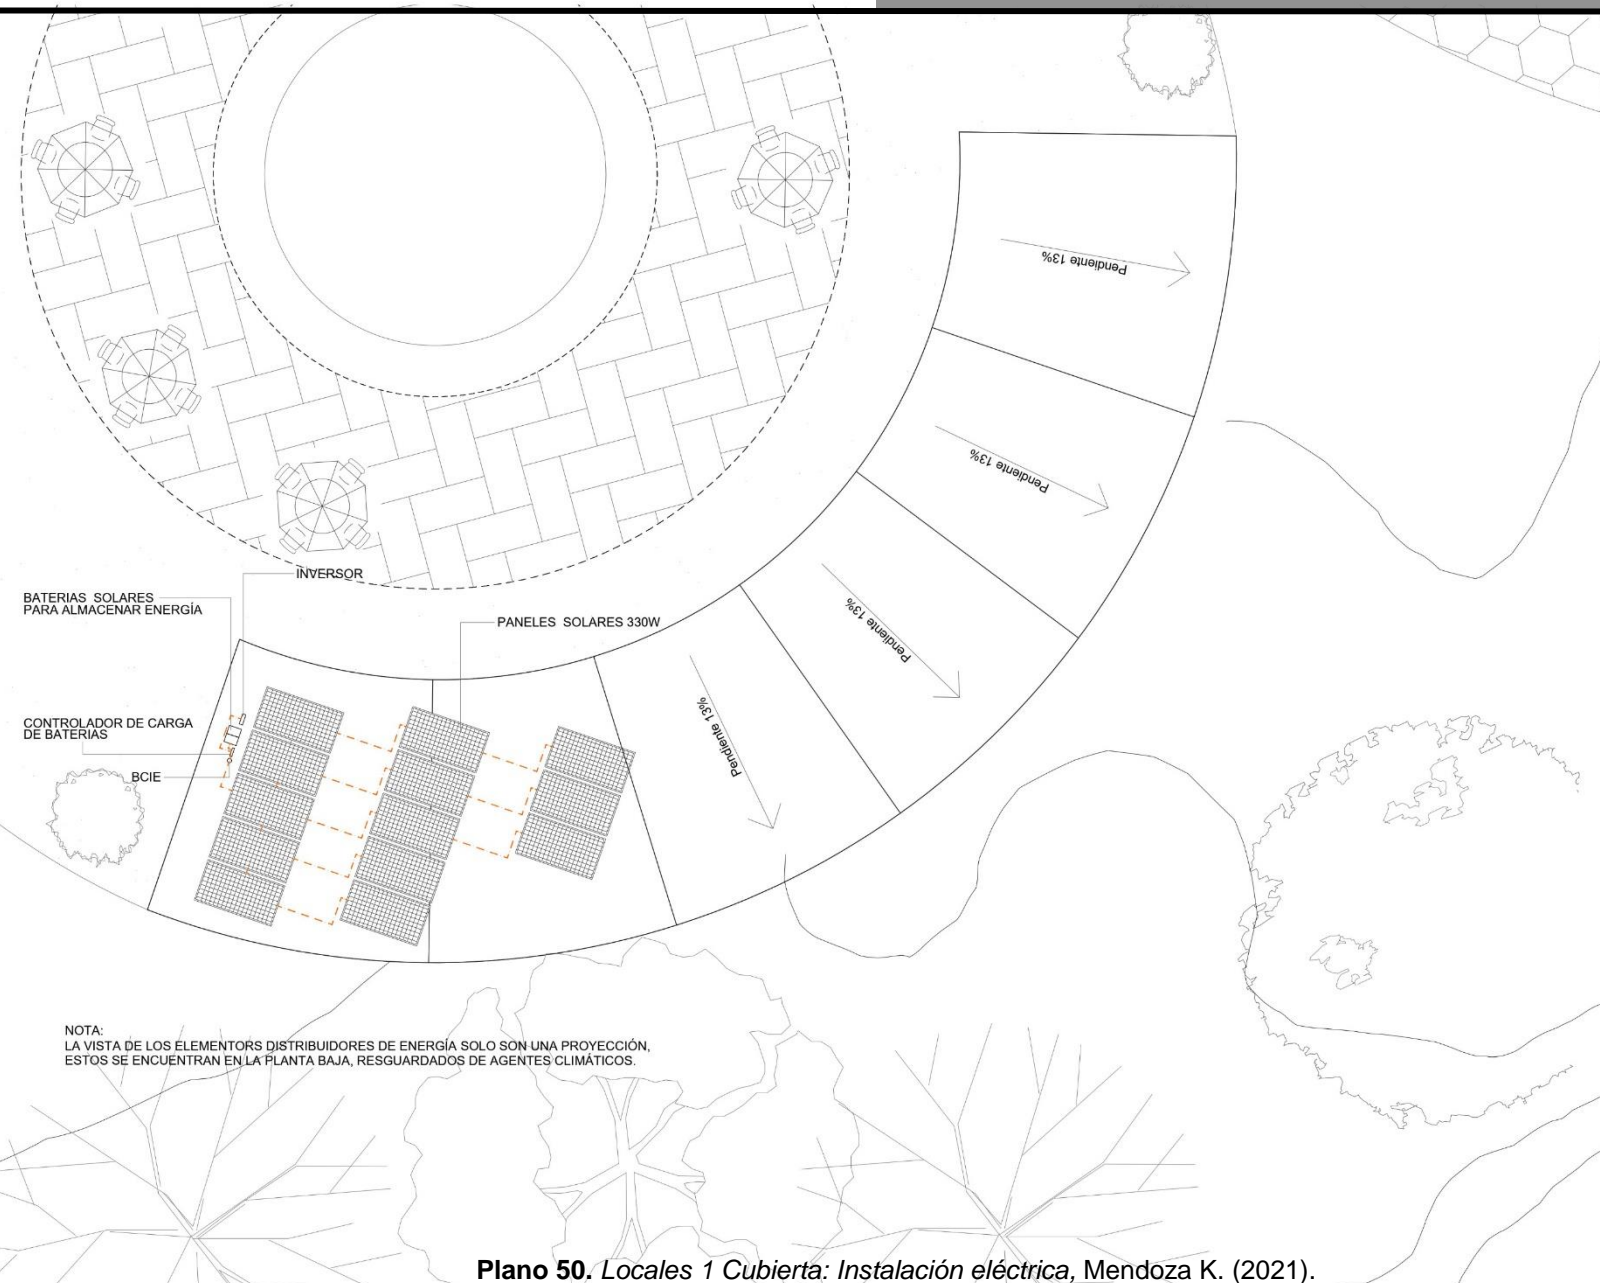 Pendiente 13%
Pendiente 13%
Pendiente 13%
Pendiente 13%
INVERSOR
BATERIAS SOLARES
PARA ALMACENAR ENERGÍA
PANELES SOLARES 330W
CONTROLADOR DE CARGA
DE BATERIAS
BCIE
NOTA:
LA VISTA DE LOS ELEMENTORS DISTRIBUIDORES DE ENERGÍA SOLO SON UNA PROYECCIÓN,
ESTOS SE ENCUENTRAN EN LA PLANTA BAJA, RESGUARDADOS DE AGENTES CLIMÁTICOS.
Plano 50. Locales 1 Cubierta: Instalación eléctrica, Mendoza K. (2021).